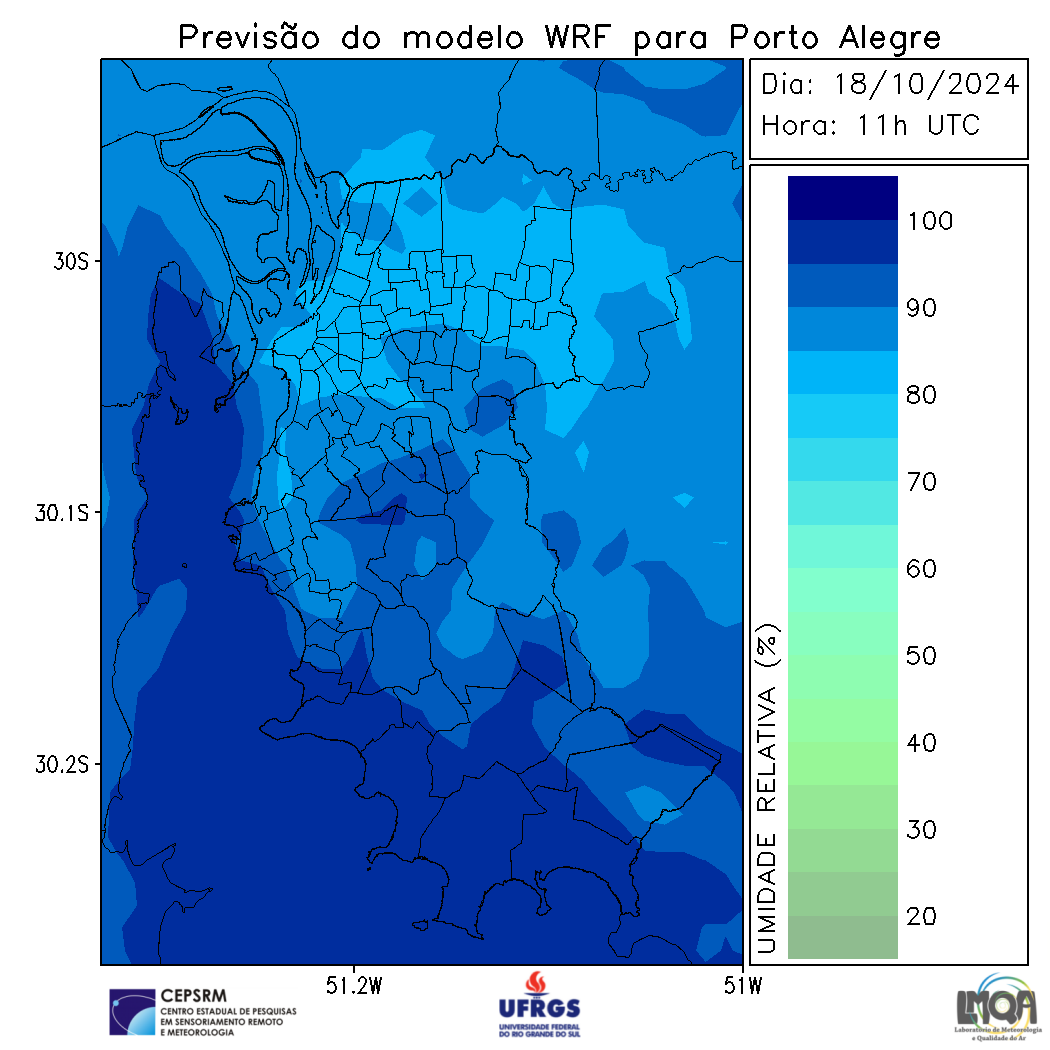 Previsão do modelo WRF para Porto Alegre
Dia: 18/10/2024
Hora: 11h UTC
30S
30.1S
30.2S
51.2W
51W
UMIDADE RELATIVA (%)
100
90
80
70
60
50
40
30
20
CEPSRM
CENTRO ESTADUAL DE PESQUISAS
EM SENSORIAMENTO REMOTO
E METEOROLOGIA
UFRGS
UNIVERSIDADE FEDERAL
DO RIO GRANDE DO SUL
LMQA
Laboratório de Meteorologia
e Qualidade do Ar